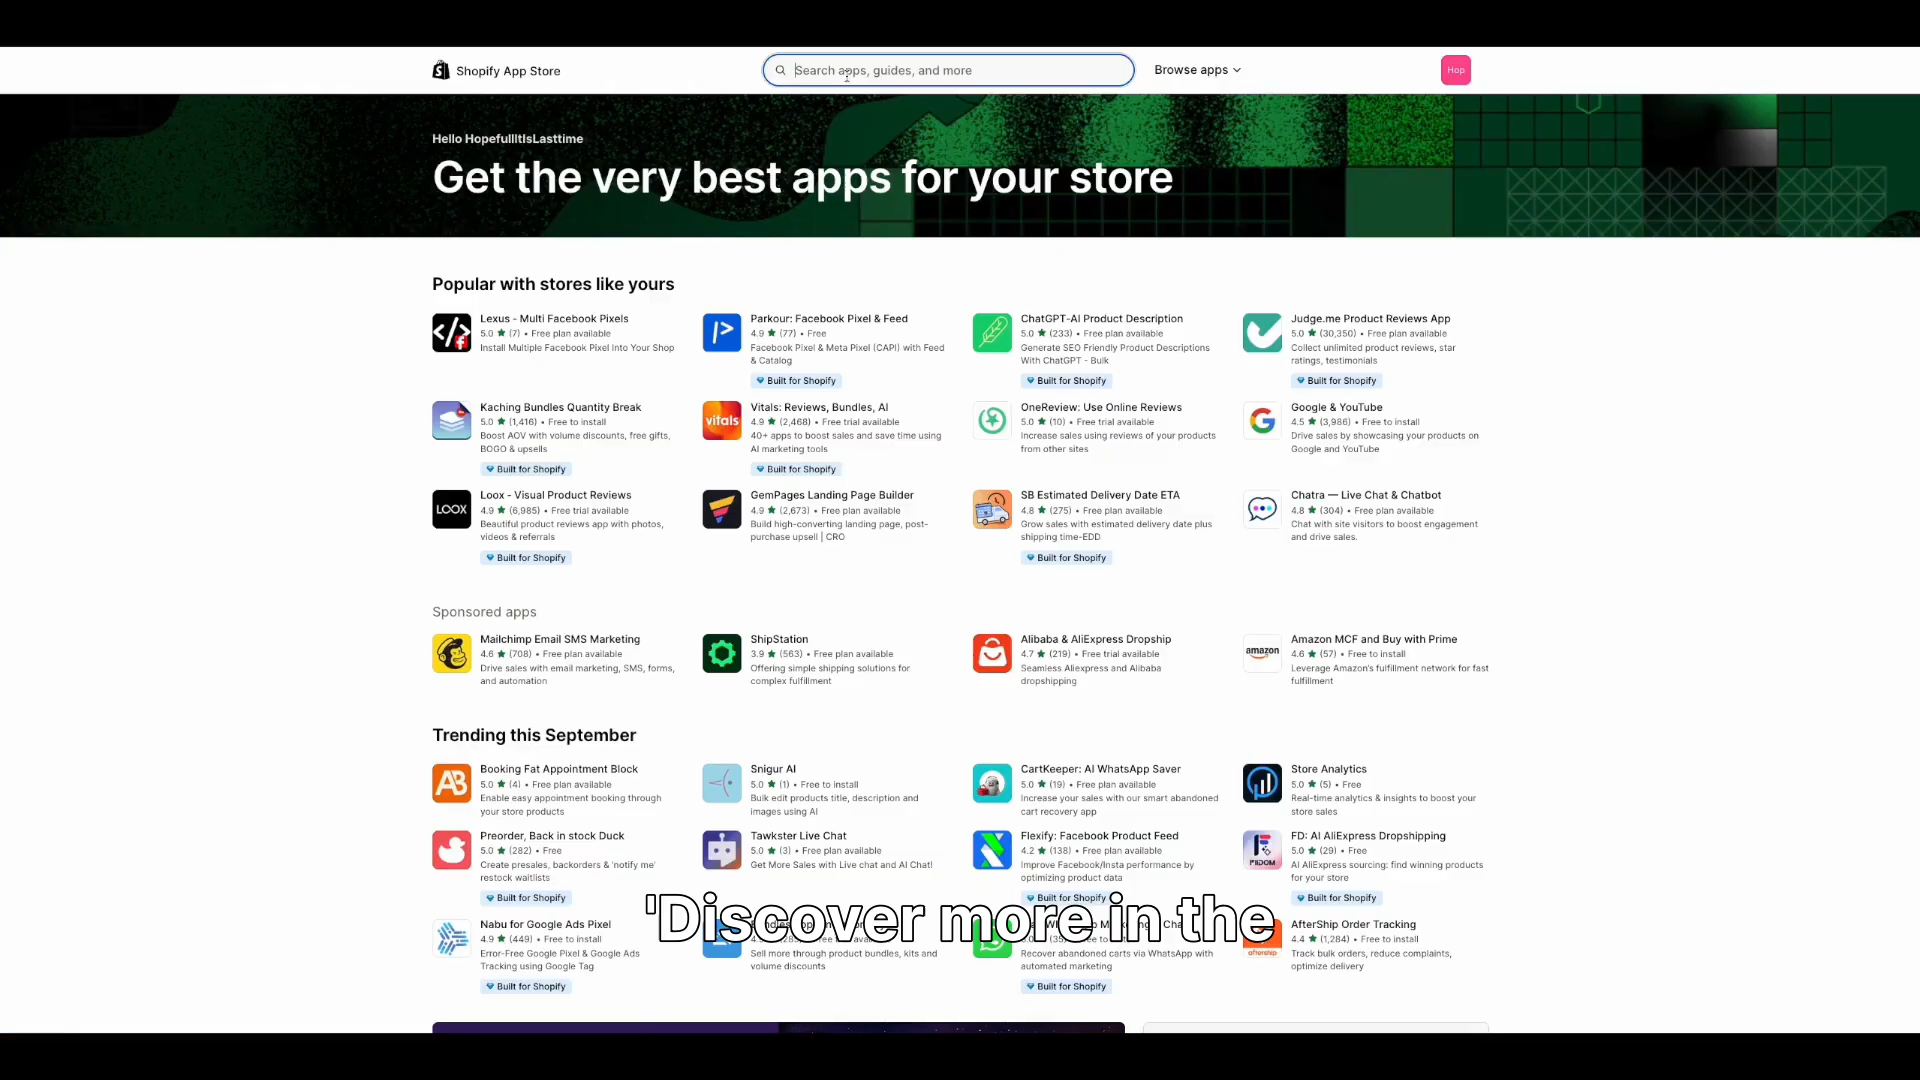 Shopify App Store
Search apps, guides, and more
Browse apps
Hop
Hello HopefullItIsLasttime
Get the very best apps for your store
Popular with stores like yours
Lexus - Multi Facebook Pixels
5.0 ★ (7) • Free plan available
Install Multiple Facebook Pixel Into Your Shop
Parkour: Facebook Pixel & Feed
4.9 ★ (77) • Free
Facebook Pixel & Meta Pixel (CAPI) with Feed
& Catalog
Built for Shopify
ChatGPT-AI Product Description
5.0 ★ (233) • Free plan available
Generate SEO Friendly Product Descriptions
With ChatGPT - Bulk
Built for Shopify
Judge.me Product Reviews App
5.0 ★ (30,350) • Free plan available
Collect unlimited product reviews, star
ratings, testimonials
Built for Shopify
Kaching Bundles Quantity Break
5.0 ★ (1,416) • Free to install
Boost AOV with volume discounts, free gifts,
BOGO & upsells
Built for Shopify
vitals
Vitals: Reviews, Bundles, AI
4.9 ★ (2,468) • Free trial available
40+ apps to boost sales and save time using
AI marketing tools
Built for Shopify
OneReview: Use Online Reviews
5.0 ★ (10) • Free trial available
Increase sales using reviews of your products
from other sites
Google & YouTube
4.5 ★ (3,986) • Free to install
Drive sales by showcasing your products on
Google and YouTube
LOOX
Loox - Visual Product Reviews
4.9 ★ (6,985) • Free trial available
Beautiful product reviews app with photos,
videos & referrals
Built for Shopify
GemPages Landing Page Builder
4.9 ★ (2,673) • Free plan available
Build high-converting landing page, post-
purchase upsell | CRO
SB Estimated Delivery Date ETA
4.8 ★ (275) • Free plan available
Grow sales with estimated delivery date plus
shipping time-EDD
Built for Shopify
Chatra — Live Chat & Chatbot
4.8 ★ (304) • Free plan available
Chat with site visitors to boost engagement
and drive sales.
Sponsored apps
Mailchimp Email SMS Marketing
4.6 ★ (708) • Free plan available
Drive sales with email marketing, SMS, forms,
and automation
ShipStation
3.9 ★ (563) • Free plan available
Offering simple shipping solutions for
complex fulfillment
Alibaba & AliExpress Dropship
4.7 ★ (219) • Free trial available
Seamless Aliexpress and Alibaba
dropshipping
amazon
Amazon MCF and Buy with Prime
4.6 ★ (57) • Free to install
Leverage Amazon's fulfillment network for fast
fulfillment
Trending this September
AB
Booking Fat Appointment Block
5.0 ★ (4) • Free plan available
Enable easy appointment booking through
your store products
Snigur AI
5.0 ★ (1) • Free to install
Bulk edit products title, description and
images using AI
CartKeeper: AI WhatsApp Saver
5.0 ★ (19) • Free plan available
Increase your sales with our smart abandoned
cart recovery app
Store Analytics
5.0 ★ (5) • Free
Real-time analytics & insights to boost your
store sales
Preorder, Back in stock Duck
5.0 ★ (282) • Free
Create presales, backorders & 'notify me'
restock waitlists
Built for Shopify
Tawkster Live Chat
5.0 ★ (3) • Free plan available
Get More Sales with Live chat and AI Chat!
Flexify: Facebook Product Feed
4.2 ★ (138) • Free plan available
Improve Facebook/Insta performance by
optimizing product data
Built for Shopify
FD: AI AliExpress Dropshipping
5.0 ★ (29) • Free
AI AliExpress sourcing: find winning products
for your store
Built for Shopify
'Discover more in the
Nabu for Google Ads Pixel
4.9 ★ (449) • Free to install
Error-Free Google Pixel & Google Ads
Tracking using Google Tag
Built for Shopify
Sell more through product bundles, kits and
volume discounts
Recover abandoned carts via WhatsApp with
automated marketing
Built for Shopify
aftership
AfterShip Order Tracking
4.4 ★ (1,284) • Free to install
Track bulk orders, reduce complaints,
optimize delivery